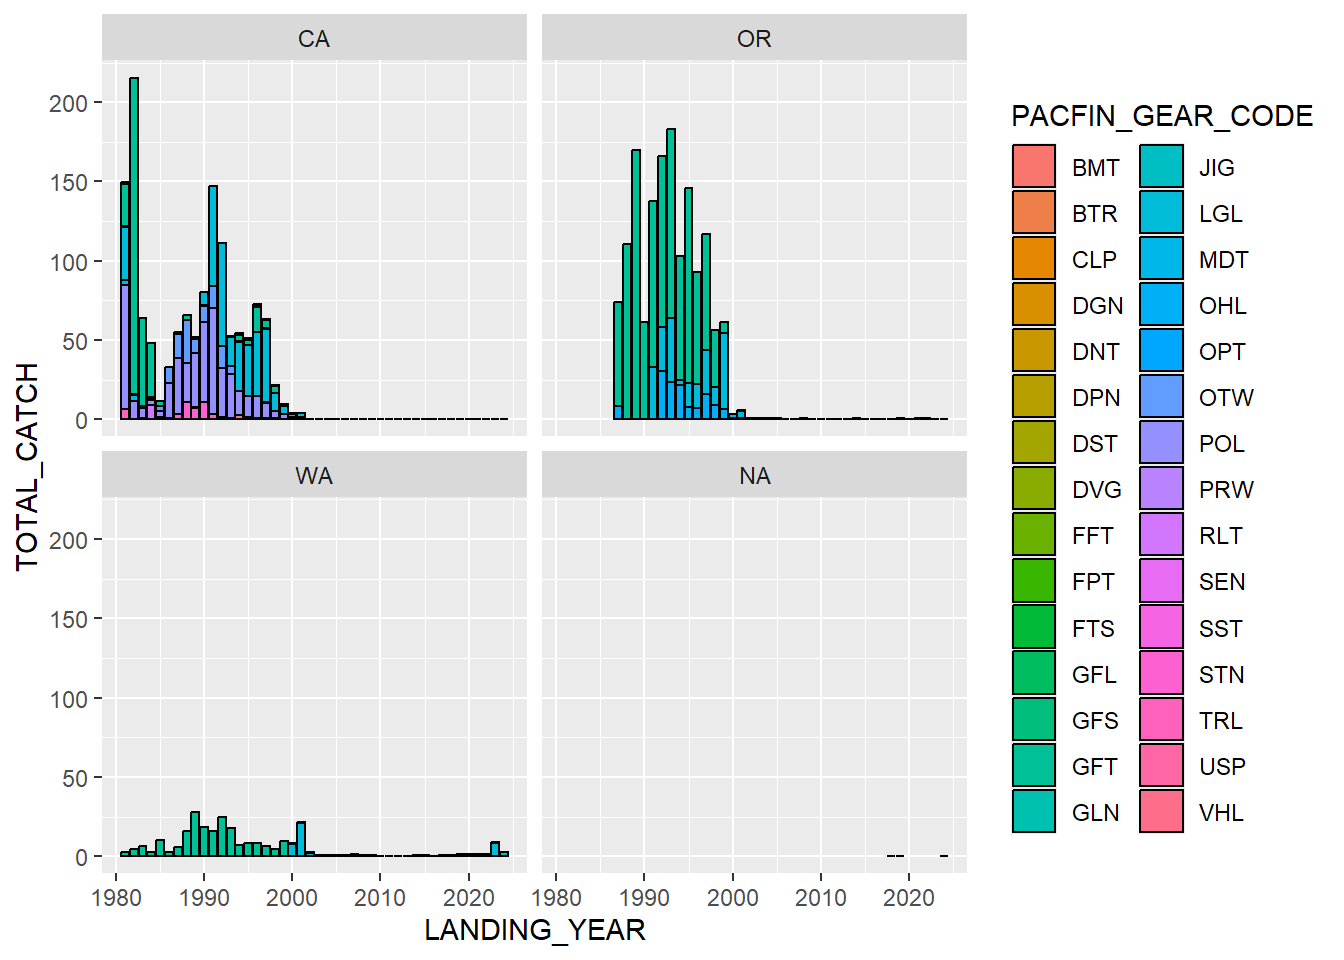 CA
OR
200
150
100
50
0
WA
NA
200
150
100
50
0
1980
1990
2000
2010
2020
1980
1990
2000
2010
2020
LANDING_YEAR
TOTAL_CATCH
PACFIN_GEAR_CODE
BMT
BTR
CLP
DGN
DNT
DPN
DST
DVG
FFT
FPT
FTS
GFL
GFS
GFT
GLN
JIG
LGL
MDT
OHL
OPT
OTW
POL
PRW
RLT
SEN
SST
STN
TRL
USP
VHL